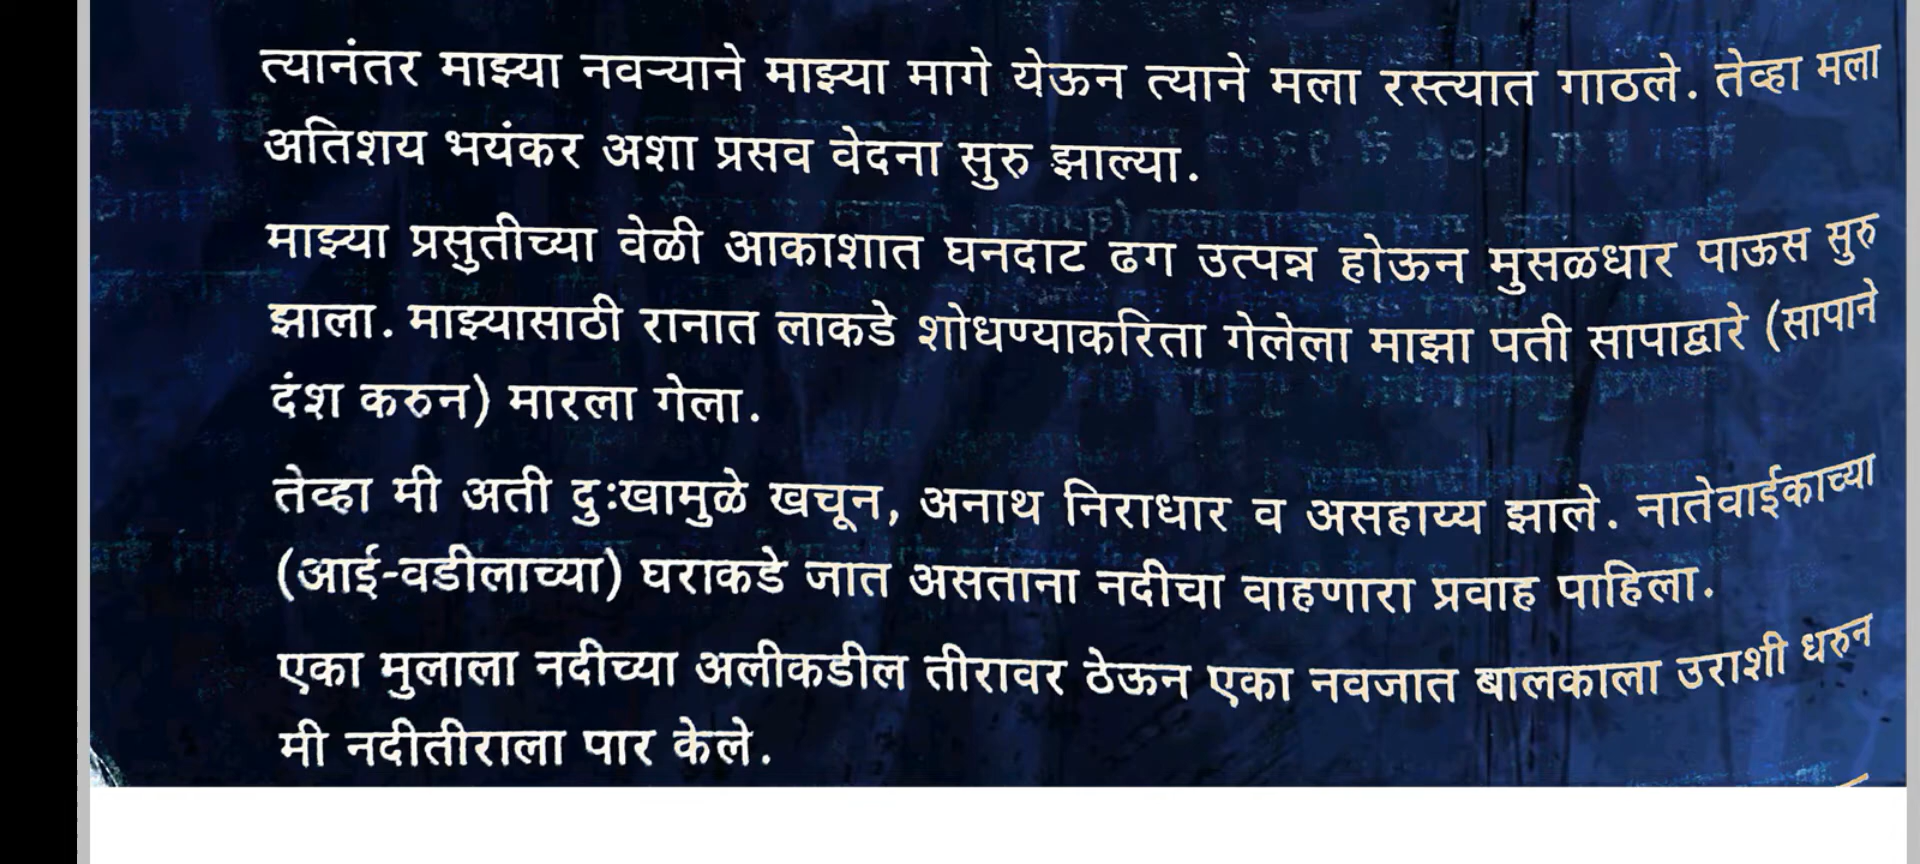 त्यानंतर माझ्या नवऱ्याने माझ्या मागे येऊन त्याने मला रस्त्यात गाठले. तेव्हा मला
अतिशय भयंकर अशा प्रसव वेदना सुरु झाल्या.
माझ्या प्रसुतीच्या वेळी आकाशात घनदाट ढग उत्पन्न होऊन मुसळधार पाऊस सुरु
झाला. माझ्यासाठी रानात लाकडे शोधण्याकरिता गेलेला माझा पती सापाद्वारे (सापाने
दंश करुन) मारला गेला.
तेव्हा मी अती दुःखामुळे खचून, अनाथ निराधार व असहाय्य झाले. नातेवाईकाच्या
(आई-वडीलाच्या) घराकडे जात असताना नदीचा वाहणारा प्रवाह पाहिला.
एका मुलाला नदीच्या अलीकडील तीरावर ठेऊन एका नवजात बालकाला उराशी धरुन
मी नदीतीराला पार केले.